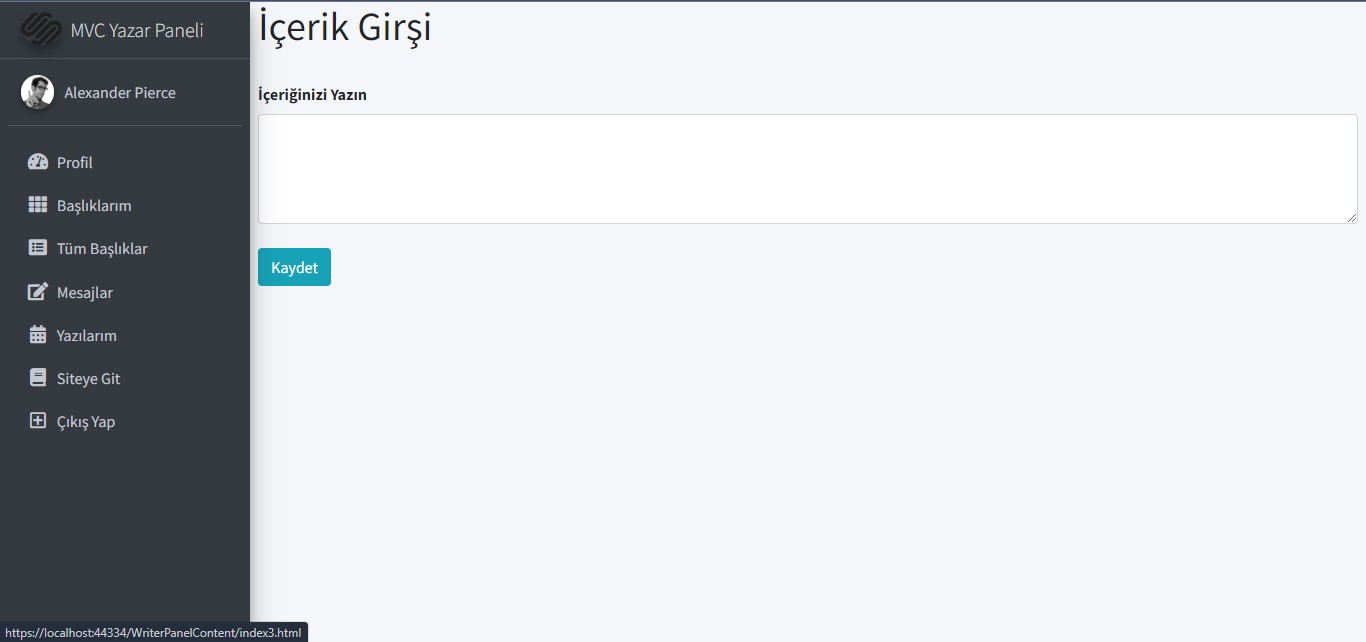 MVC Yazar Paneli
Alexander Pierce
Profil
Başlıklarım
Tüm Başlıklar
Mesajlar
Yazılarım
Siteye Git
Çıkış Yap
İçerik Girşi
İçeriğinizi Yazın
Kaydet
https://localhost:44334/WriterPanelContent/index3.html